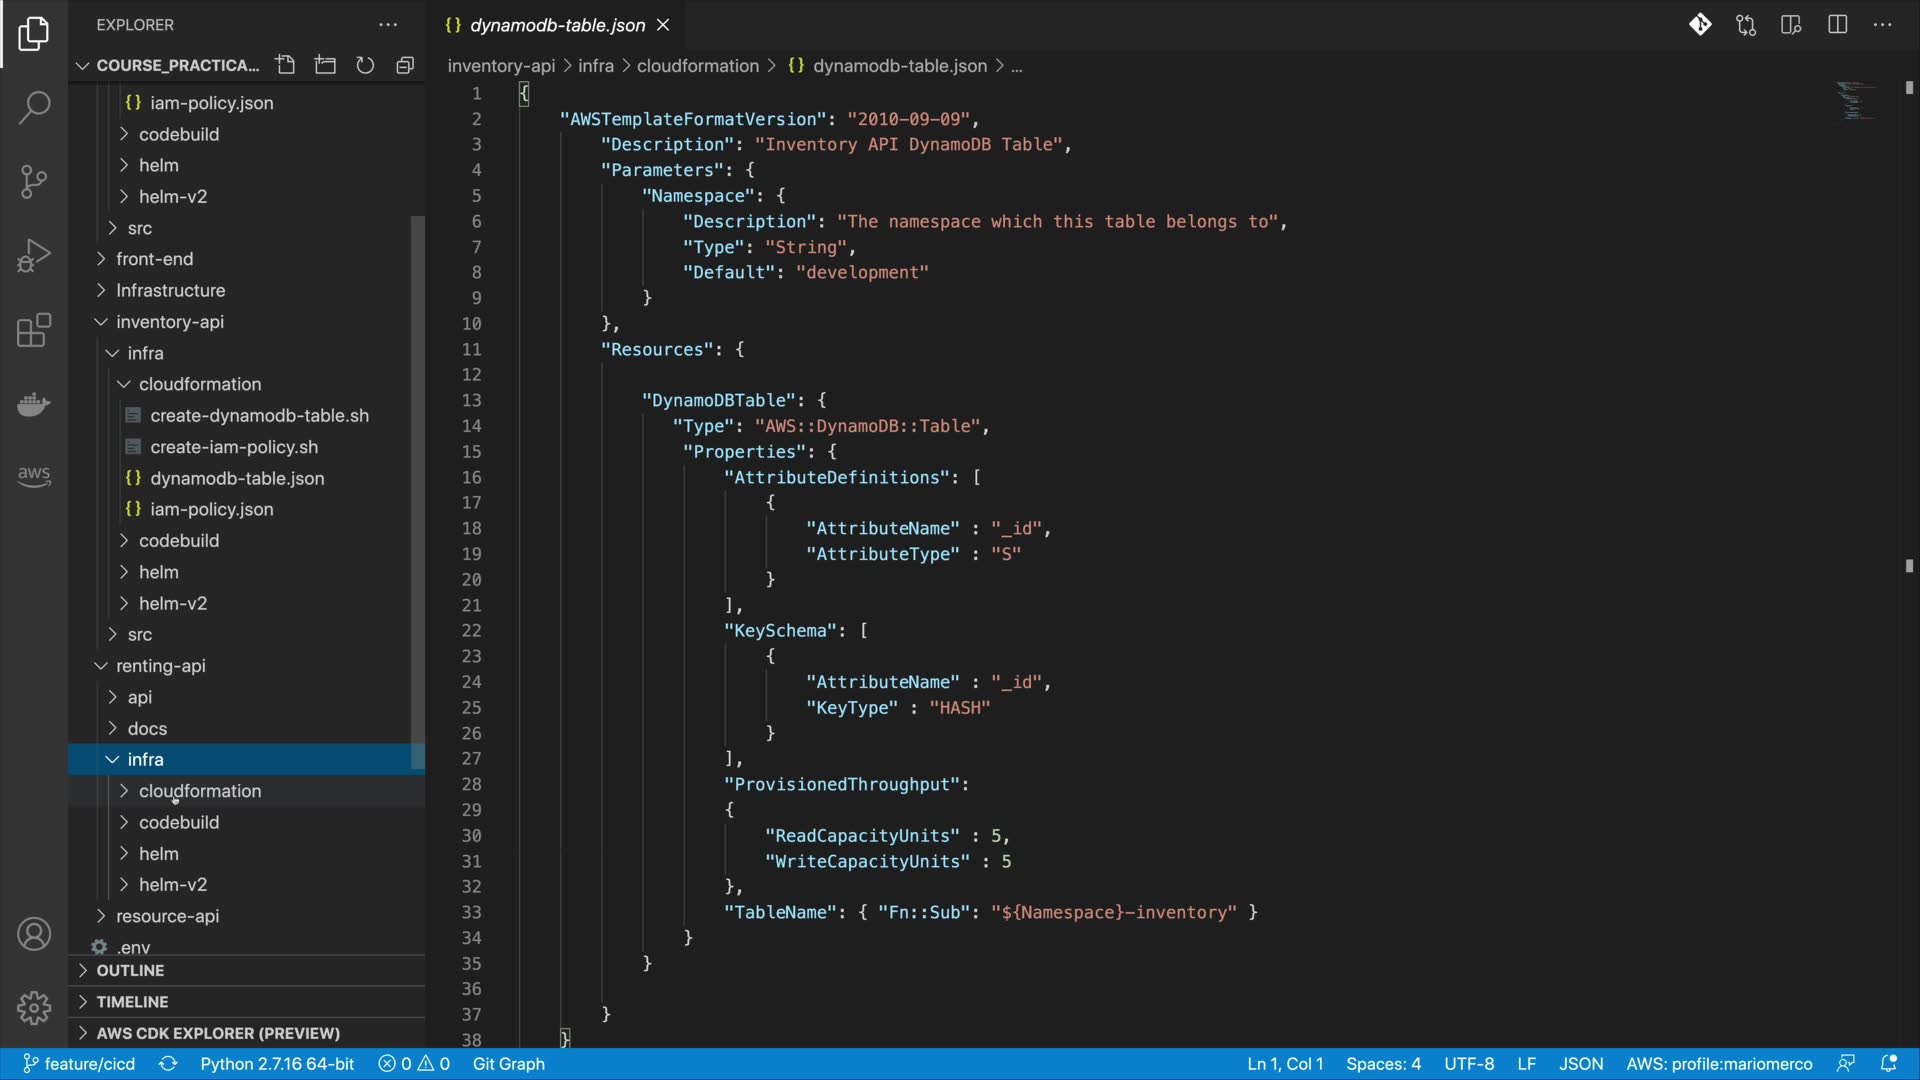 EXPLORER
COURSE_PRACTICA...
iam-policy.json
codebuild
helm
helm-v2
src
front-end
Infrastructure
inventory-api
infra
cloudformation
create-dynamodb-table.sh
create-iam-policy.sh
{} dynamodb-table.json
{} iam-policy.json
codebuild
helm
helm-v2
src
renting-api
api
docs
infra
cloudformation
codebuild
helm
helm-v2
resource-api
.env
OUTLINE
TIMELINE
AWS CDK EXPLORER (PREVIEW)
aws
{} dynamodb-table.json
inventory-api > infra > cloudformation > {} dynamodb-table.json > ...
1 {
2 "AWSTemplateFormatVersion": "2010-09-09",
3 "Description": "Inventory API DynamoDB Table",
4 "Parameters": {
5 "Namespace": {
6 "Description": "The namespace which this table belongs to",
7 "Type": "String",
8 "Default": "development"
9 }
10 },
11 "Resources": {
12
13 "DynamoDBTable": {
14 "Type": "AWS::DynamoDB::Table",
15 "Properties": {
16 "AttributeDefinitions": [
17 {
18 "AttributeName" : "_id",
19 "AttributeType" : "S"
20 }
21 ],
22 "KeySchema": [
23 {
24 "AttributeName" : "_id",
25 "KeyType" : "HASH"
26 }
27 ],
28 "ProvisionedThroughput":
29 {
30 "ReadCapacityUnits" : 5,
31 "WriteCapacityUnits" : 5
32 },
33 "TableName": { "Fn::Sub": "${Namespace}-inventory" }
34 }
35 }
36
37 }
38 }
feature/cicd Python 2.7.16 64-bit 0 0 Git Graph Ln 1, Col 1 Spaces: 4 UTF-8 LF JSON AWS: profile:mariomerco